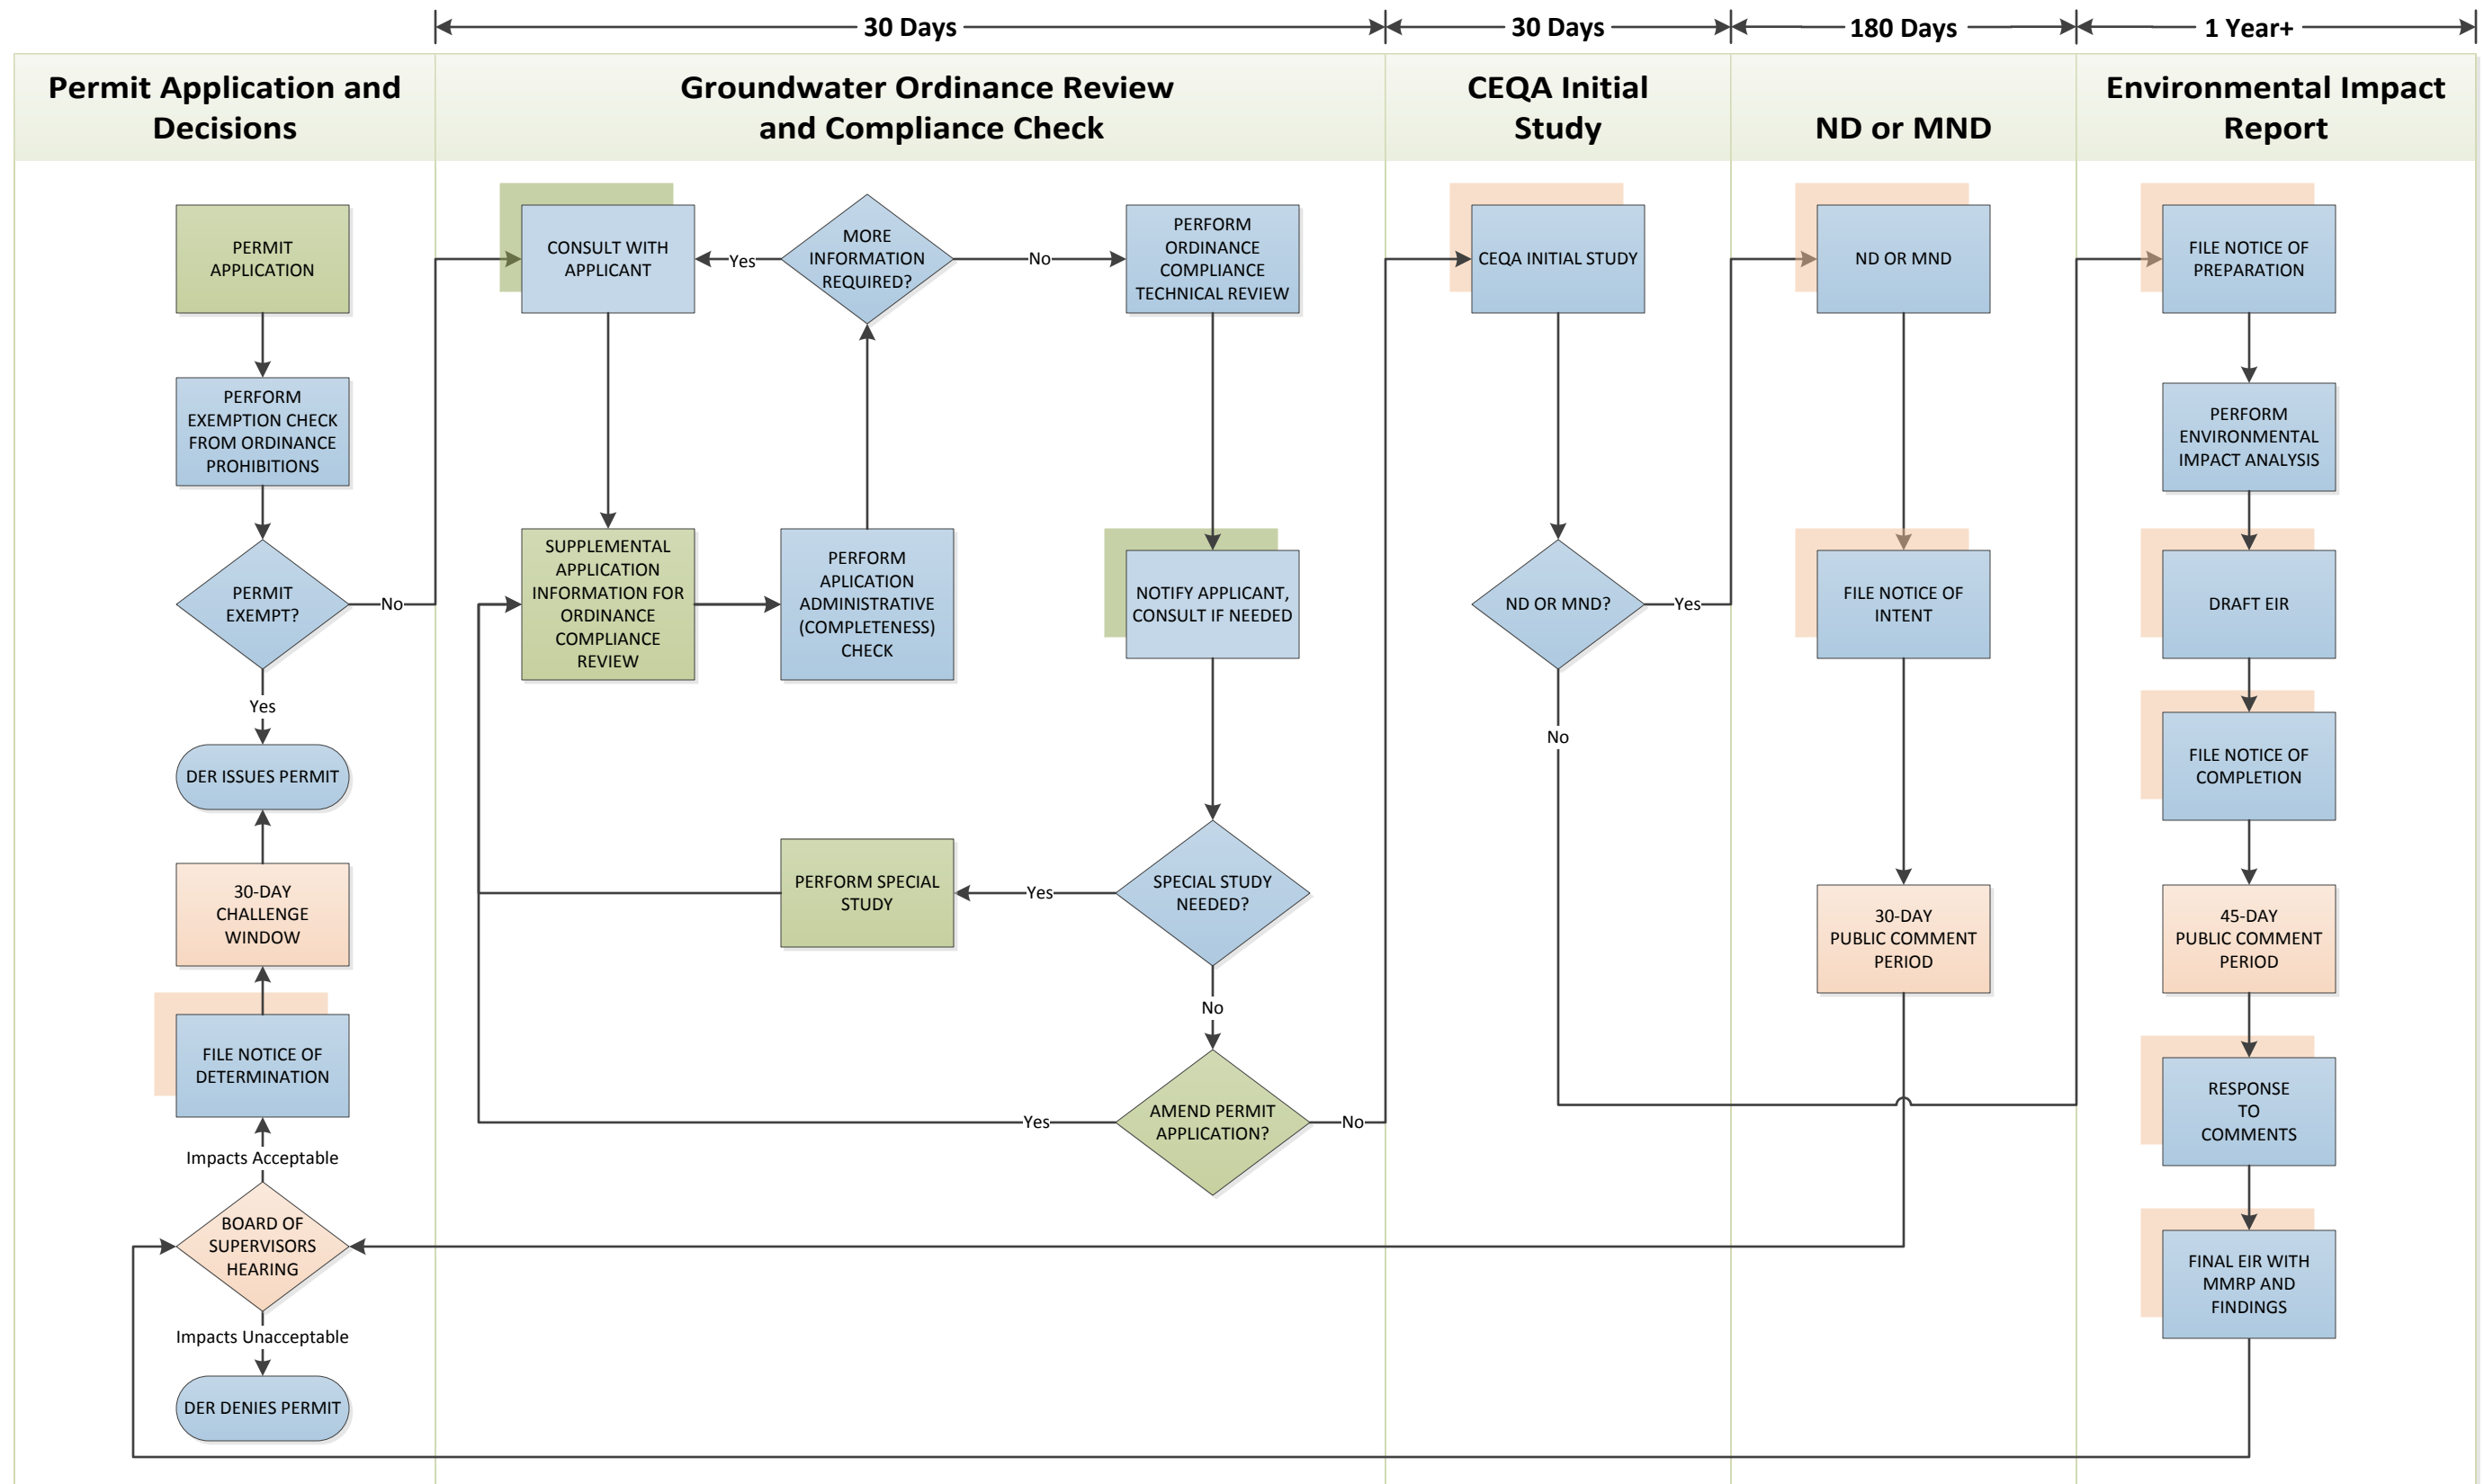 30 Days
30 Days
180 Days
1 Year+
Permit Application and
Decisions
Groundwater Ordinance Review
and Compliance Check
CEQA Initial
Study
ND or MND
Environmental Impact
Report
PERMIT
APPLICATION
PERFORM
EXEMPTION CHECK
FROM ORDINANCE
PROHIBITIONS
PERMIT
EXEMPT?
No
Yes
DER ISSUES PERMIT
30-DAY
CHALLENGE
WINDOW
FILE NOTICE OF
DETERMINATION
Impacts Acceptable
BOARD OF
SUPERVISORS
HEARING
Impacts Unacceptable
DER DENIES PERMIT
CONSULT WITH
APPLICANT
Yes
MORE
INFORMATION
REQUIRED?
No
PERFORM
ORDINANCE
COMPLIANCE
TECHNICAL REVIEW
SUPPLEMENTAL
APPLICATION
INFORMATION FOR
ORDINANCE
COMPLIANCE
REVIEW
PERFORM
APLICATION
ADMINISTRATIVE
(COMPLETENESS)
CHECK
NOTIFY APPLICANT,
CONSULT IF NEEDED
PERFORM SPECIAL
STUDY
Yes
SPECIAL STUDY
NEEDED?
No
Yes
AMEND PERMIT
APPLICATION?
No
CEQA INITIAL STUDY
ND OR MND?
Yes
No
ND OR MND
FILE NOTICE OF
INTENT
30-DAY
PUBLIC COMMENT
PERIOD
FILE NOTICE OF
PREPARATION
PERFORM
ENVIRONMENTAL
IMPACT ANALYSIS
DRAFT EIR
FILE NOTICE OF
COMPLETION
45-DAY
PUBLIC COMMENT
PERIOD
RESPONSE
TO
COMMENTS
FINAL EIR WITH
MMRP AND
FINDINGS